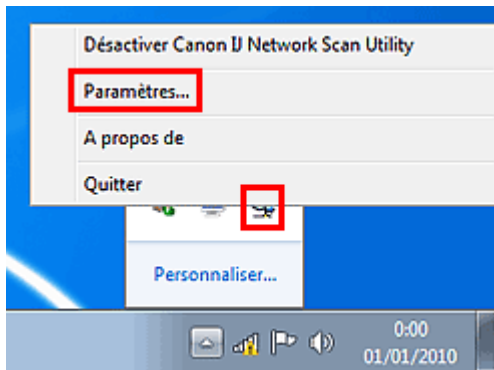 Désactiver Canon IJ Network Scan Utility
Paramètres...
A propos de
Quitter
Personnaliser...
0:00
01/01/2010